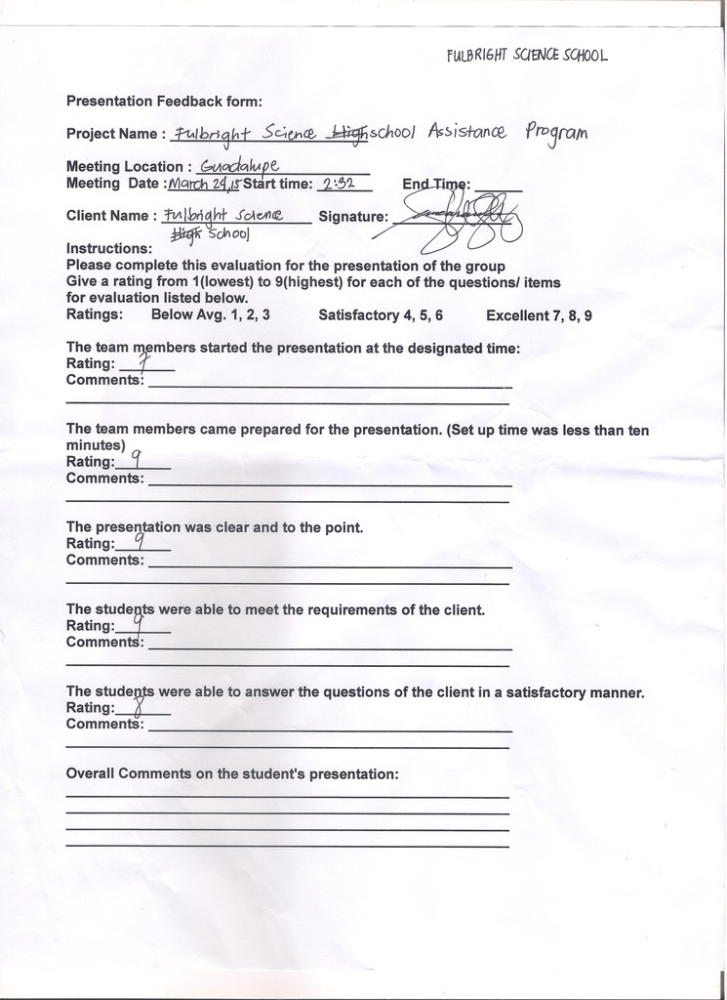 FULBRIGHT SCIENCE SCHOOL
Presentation Feedback form:
Project Name : Fulbright Science High school Assistance Program
Meeting Location : Guadalupe
Meeting Date : March 24, 15 Start time: 2:32 End Time:
Client Name : Fulbright Science Signature:
High School
Instructions:
Please complete this evaluation for the presentation of the group
Give a rating from 1(lowest) to 9(highest) for each of the questions/ items
for evaluation listed below.
Ratings: Below Avg. 1, 2, 3 Satisfactory 4, 5, 6 Excellent 7, 8, 9
The team members started the presentation at the designated time:
Rating: 7
Comments:
The team members came prepared for the presentation. (Set up time was less than ten
minutes)
Rating: 9
Comments:
The presentation was clear and to the point.
Rating: 9
Comments:
The students were able to meet the requirements of the client.
Rating: 9
Comments:
The students were able to answer the questions of the client in a satisfactory manner.
Rating: 8
Comments:
Overall Comments on the student's presentation: